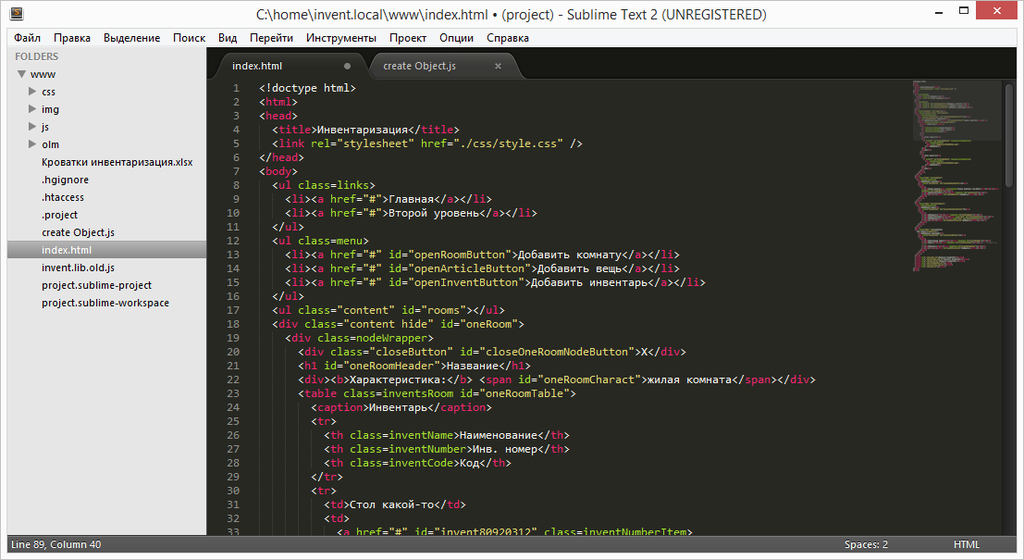 C:\home\invent.local\www\index.html • (project) - Sublime Text 2 (UNREGISTERED)
Файл Правка Выделение Поиск Вид Перейти Инструменты Проект Опции Справка
FOLDERS
www
css
img
js
olm
Кроватки инвентаризация.xlsx
.hgignore
.htaccess
.project
create Object.js
index.html
invent.lib.old.js
project.sublime-project
project.sublime-workspace
index.html create Object.js
1 <!doctype html>
2 <html>
3 <head>
4 <title>Инвентаризация</title>
5 <link rel="stylesheet" href="./css/style.css" />
6 </head>
7 <body>
8 <ul class=links>
9 <li><a href="#">Главная</a></li>
10 <li><a href="#">Второй уровень</a></li>
11 </ul>
12 <ul class=menu>
13 <li><a href="#" id="openRoomButton">Добавить комнату</a></li>
14 <li><a href="#" id="openArticleButton">Добавить вещь</a></li>
15 <li><a href="#" id="openInventButton">Добавить инвентарь</a></li>
16 </ul>
17 <ul class="content" id="rooms"></ul>
18 <div class="content hide" id="oneRoom">
19 <div class=nodeWrapper>
20 <div class="closeButton" id="closeOneRoomNodeButton">X</div>
21 <h1 id="oneRoomHeader">Название</h1>
22 <div><b>Характеристика:</b> <span id="oneRoomCharact">жилая комната</span></div>
23 <table class=inventsRoom id="oneRoomTable">
24 <caption>Инвентарь</caption>
25 <tr>
26 <th class=inventName>Наименование</th>
27 <th class=inventNumber>Инв. номер</th>
28 <th class=inventCode>Код</th>
29 </tr>
30 <tr>
31 <td>Стол какой-то</td>
32 <td>
33 <a href="#" id="invent80920312" class=inventNumberItem>
Line 89, Column 40 Spaces: 2 HTML